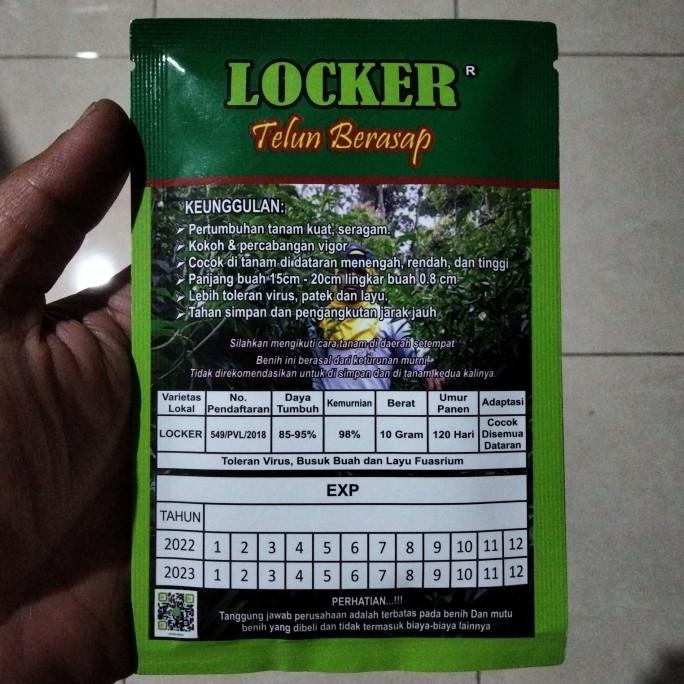 LOCKER R
Telun Berasap
KEUNGGULAN:
➤ Pertumbuhan tanam kuat, seragam.
➤ Kokoh & percabangan vigor
➤ Cocok di tanam di dataran menengah, rendah, dan tinggi
➤ Panjang buah 15cm - 20cm lingkar buah 0.8 cm
➤ Lebih toleran virus, patek dan layu.
➤ Tahan simpan dan pengangkutan jarak jauh
Silahkan mengikuti cara tanam di daerah setempat
Benih ini berasal dari keturunan murni
Tidak direkomendasikan untuk di simpan dan di tanam kedua kalinya.
Varietas Lokal No. Pendaftaran Daya Tumbuh Kemurnian Berat Umur Panen Adaptasi
LOCKER 549/PVL/2018 85-95% 98% 10 Gram 120 Hari Cocok Disemua Dataran
Toleran Virus, Busuk Buah dan Layu Fuasrium
EXP
TAHUN
2022 1 2 3 4 5 6 7 8 9 10 11 12
2023 1 2 3 4 5 6 7 8 9 10 11 12
PERHATIAN...!!!
Tanggung jawab perusahaan adalah terbatas pada benih Dan mutu
benih yang dibeli dan tidak termasuk biaya-biaya lainnya